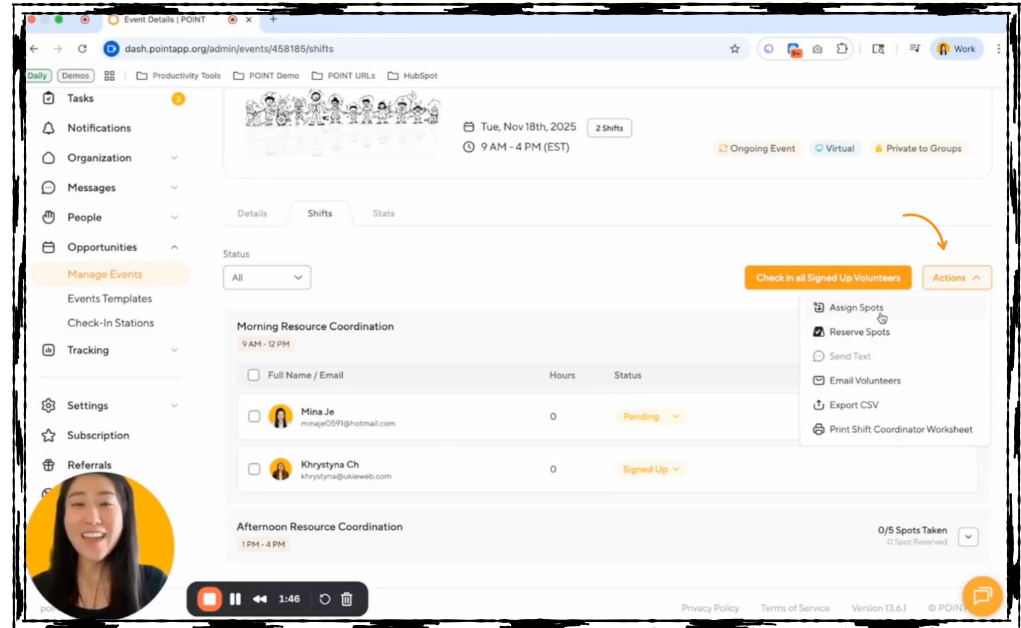 Event Details | POINT
dash.pointapp.org/admin/events/458185/shifts
Work
Daily
Demos
Productivity Tools
POINT Demo
POINT URLs
HubSpot
Tasks
3
Notifications
Organization
Messages
People
Opportunities
Manage Events
Events Templates
Check-In Stations
Tracking
Settings
Subscription
Referrals
Tue, Nov 18th, 2025
2 Shifts
9 AM - 4 PM (EST)
Ongoing Event
Virtual
Private to Groups
Details
Shifts
Stats
Status
All
Check in all Signed Up Volunteers
Actions
Assign Spots
Reserve Spots
Send Text
Email Volunteers
Export CSV
Print Shift Coordinator Worksheet
Morning Resource Coordination
9 AM - 12 PM
Full Name / Email
Hours
Status
Mina Je
minaje0591@hotmail.com
0
Pending
Khrystyna Ch
khrystyna@ukieweb.com
0
Signed Up
Afternoon Resource Coordination
1 PM - 4 PM
0/5 Spots Taken
0 Spot Reserved
1:46
Privacy Policy
Terms of Service
Version 13.6.1
© POINT